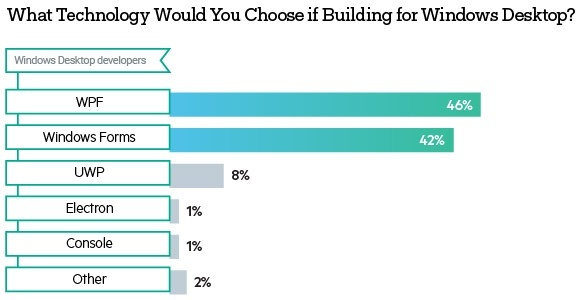 What Technology Would You Choose if Building for Windows Desktop?
Windows Desktop developers
WPF 46%
Windows Forms 42%
UWP 8%
Electron 1%
Console 1%
Other 2%